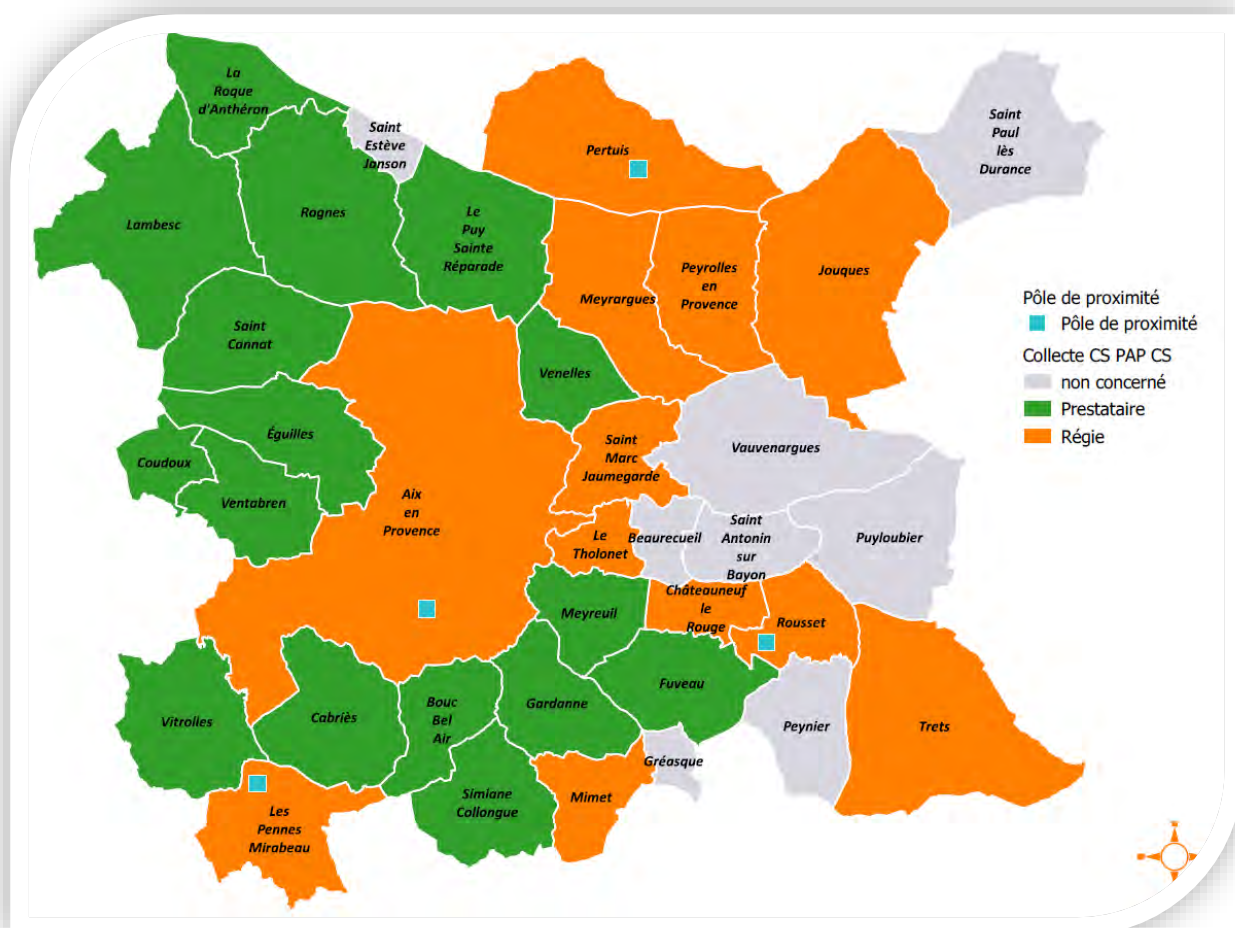 La
Roque
d'Anthéron
Saint
Estève
Janson
Saint
Paul
lès
Durance
Pertuis
Lambesc
Rognes
Le
Puy
Sainte
Réparade
Meyrargues
Peyrolles
en
Provence
Jouques
Pôle de proximité
Pôle de proximité
Collecte CS PAP CS
non concerné
Prestataire
Régie
Saint
Cannat
Venelles
Éguilles
Saint
Marc
Jaumegarde
Vauvenargues
Coudoux
Ventabren
Aix
en
Provence
Le
Tholonet
Beaurecueil
Saint
Antonin
sur
Bayon
Puyloubier
Meyreuil
Châteauneuf
le
Rouge
Rousset
Fuveau
Vitrolles
Cabriès
Bouc
Bel
Air
Gardanne
Peynier
Trets
Gréasque
Les
Pennes
Mirabeau
Simiane
Collongue
Mimet